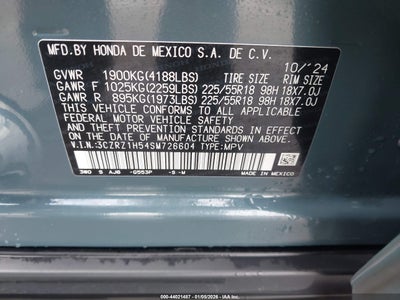 MFD.BY HONDA DE MEXICO S.A. DE C.V.
10/'24
GVWR 1900KG(4188LBS) TIRE SIZE RIM SIZE
GAWR F 1025KG(2259LBS) 225/55R18 98H 18X7.0J
GAWR R 895KG(1973LBS) 225/55R18 98H 18X7.0J
THIS VEHICLE CONFORMS TO ALL APPLICABLE
FEDERAL MOTOR VEHICLE SAFETY
AND THEFT PREVENTION STANDARDS IN EFFECT
ON THE DATE OF MANUFACTURE SHOWN ABOVE.
V.I.N.:3CZRZ1H54SM726604 TYPE:MPV
3W0 S AJ6 -G553P -S -M MADE IN MEXICO
000-44021487 - 01/05/2026 - IAA Inc.